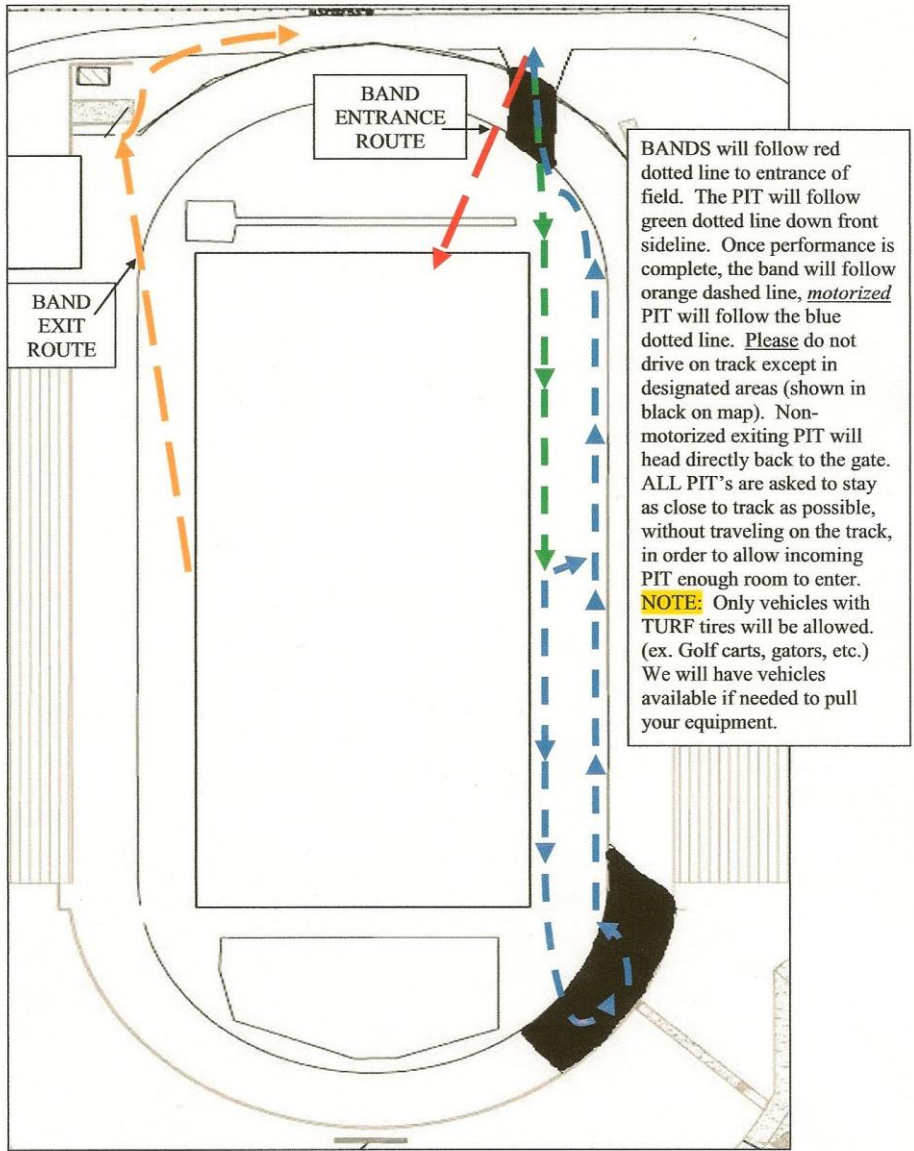 BAND
ENTRANCE
ROUTE
BAND
EXIT
ROUTE
BANDS will follow red
dotted line to entrance of
field. The PIT will follow
green dotted line down front
sideline. Once performance is
complete, the band will follow
orange dashed line, motorized
PIT will follow the blue
dotted line. Please do not
drive on track except in
designated areas (shown in
black on map). Non-
motorized exiting PIT will
head directly back to the gate.
ALL PIT's are asked to stay
as close to track as possible,
without traveling on the track,
in order to allow incoming
PIT enough room to enter.
NOTE: Only vehicles with
TURF tires will be allowed.
(ex. Golf carts, gators, etc.)
We will have vehicles
available if needed to pull
your equipment.